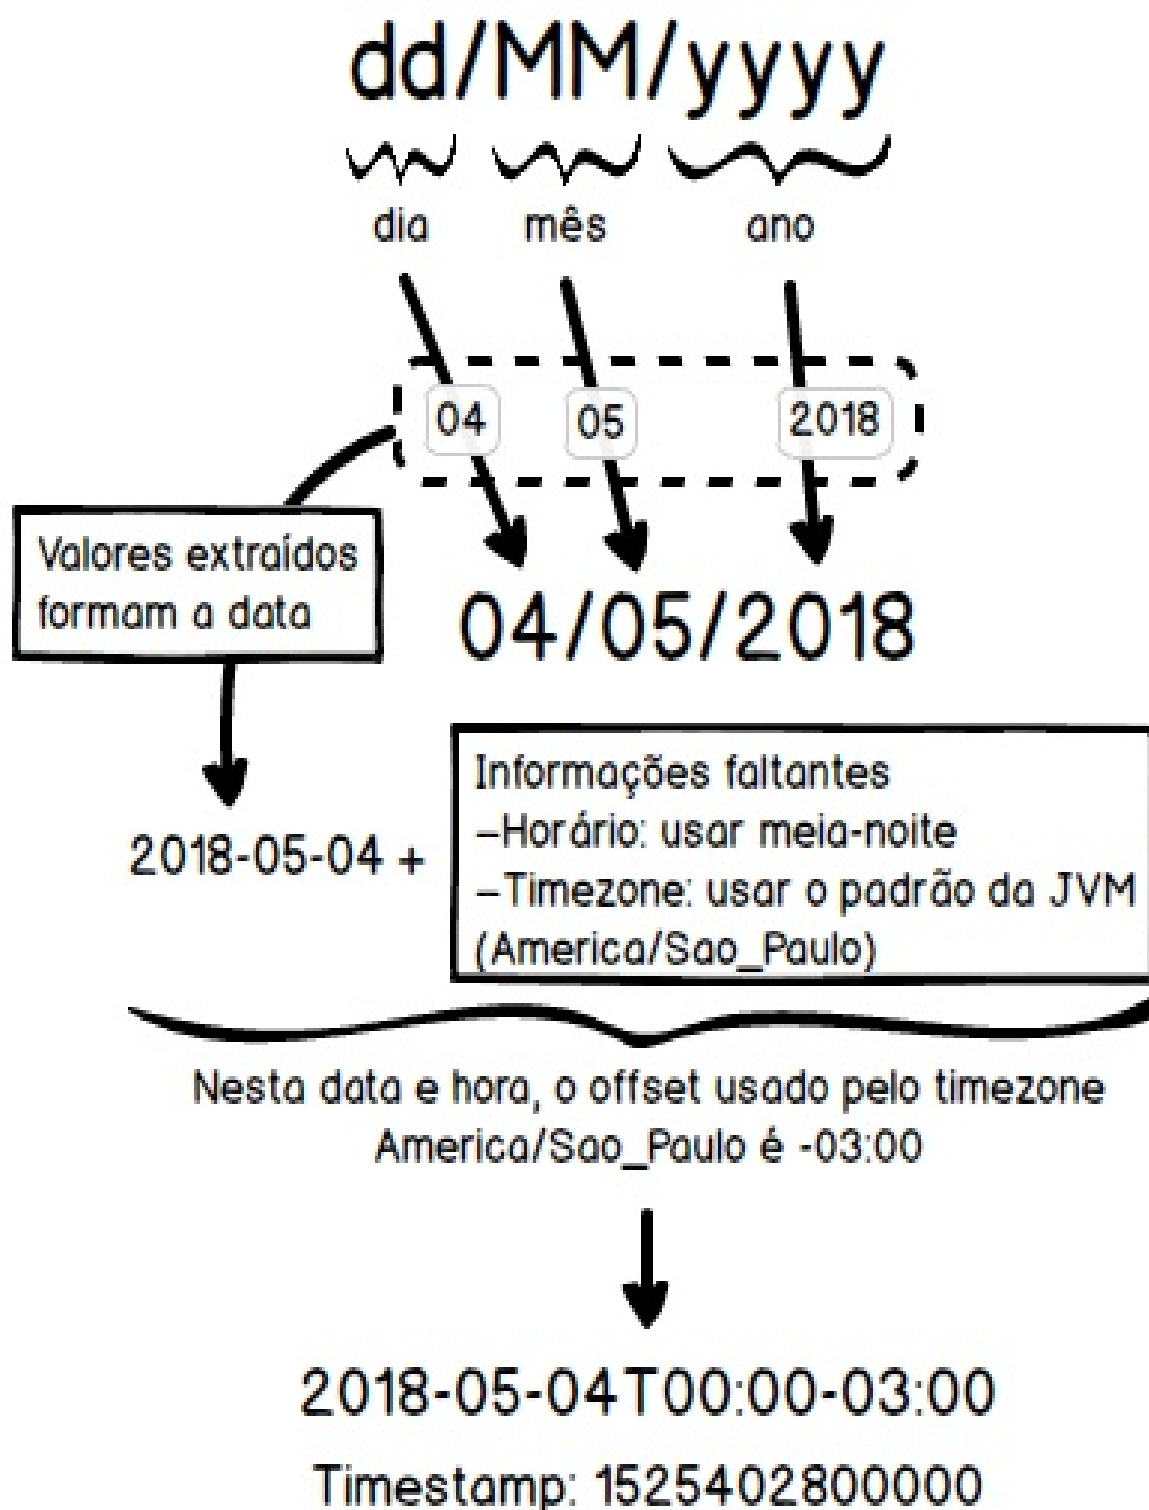 dd/MM/yyyy
dia mês ano
04 05 2018
Valores extraídos
formam a data
04/05/2018
2018-05-04 +
Informações faltantes
-Horário: usar meia-noite
-Timezone: usar o padrão da JVM
(America/Sao_Paulo)
Nesta data e hora, o offset usado pelo timezone
America/Sao_Paulo é -03:00
2018-05-04T00:00-03:00
Timestamp: 1525402800000